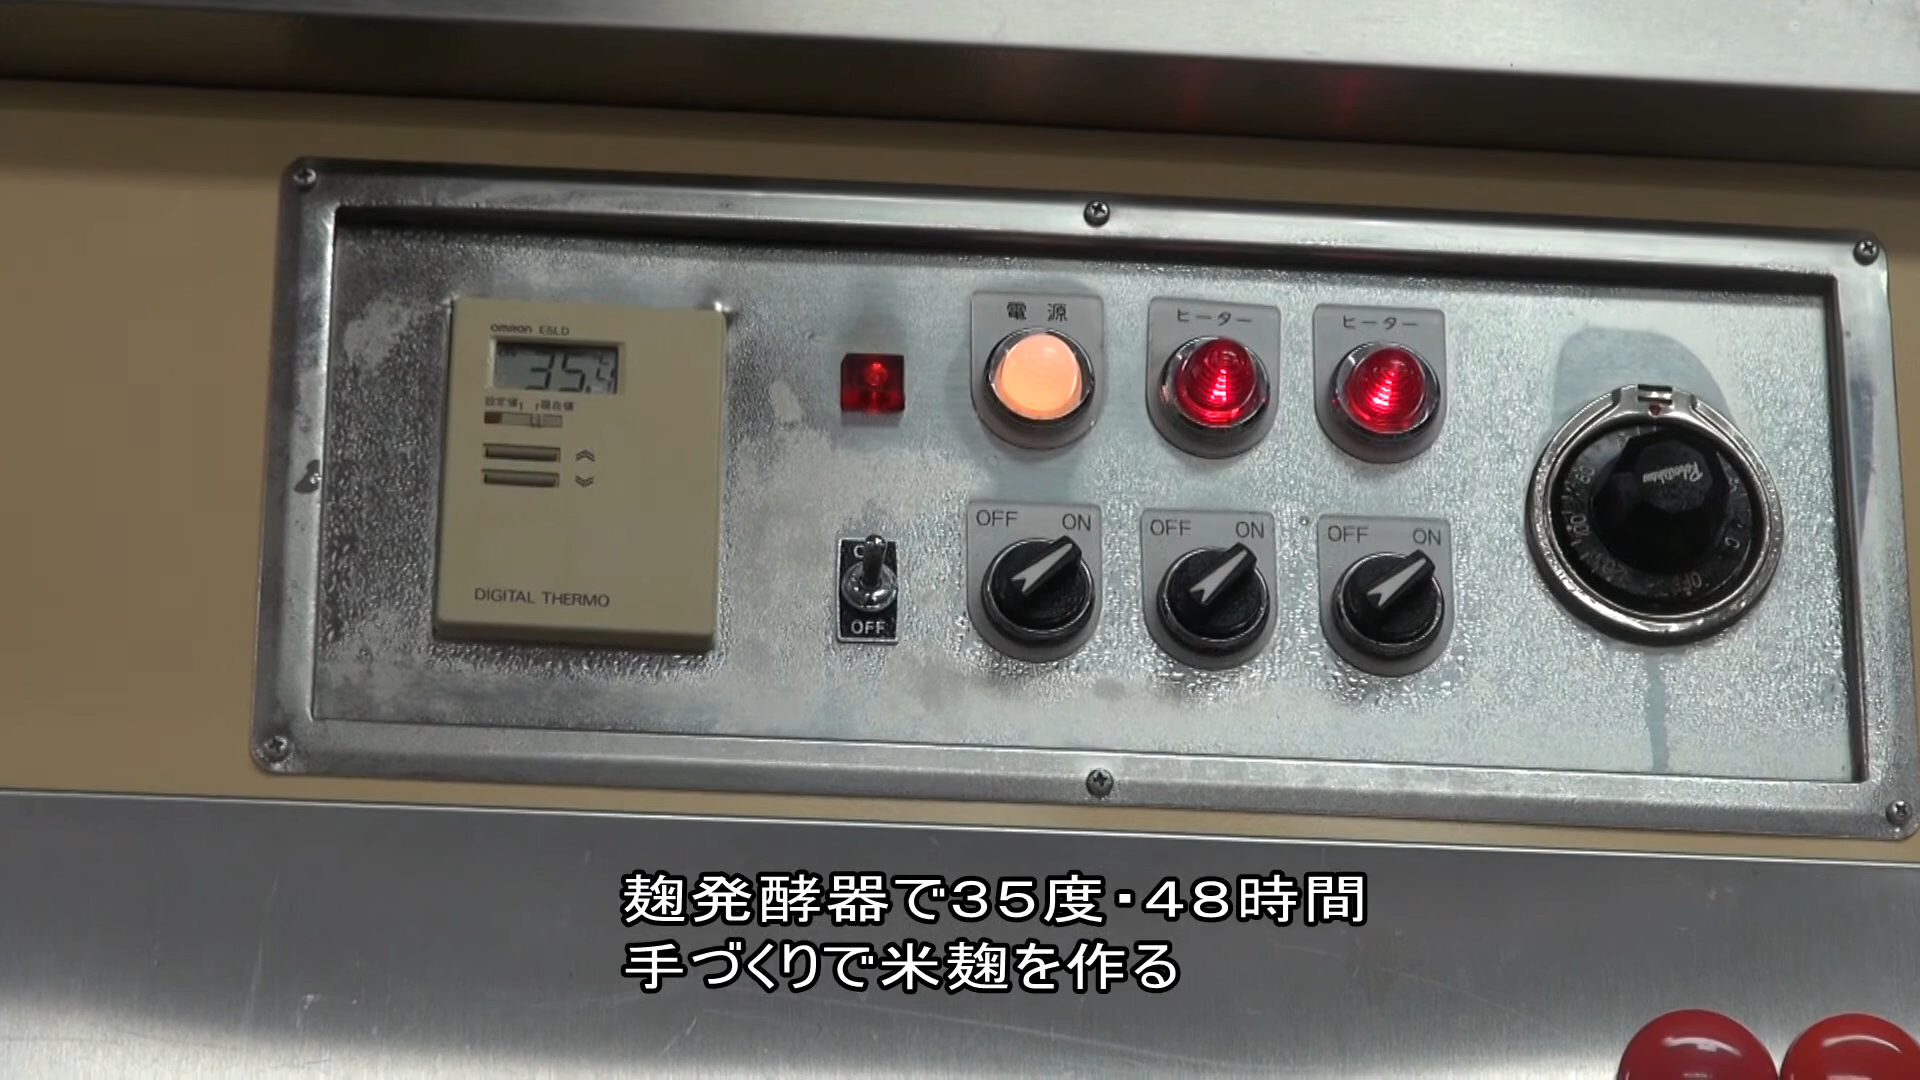 omron E5LD
35.4
設定値 現在値
DIGITAL THERMO
OFF
電源
ヒーター
ヒーター
OFF ON
OFF ON
OFF ON
OFF
麹発酵器で35度・48時間
手づくりで米麹を作る